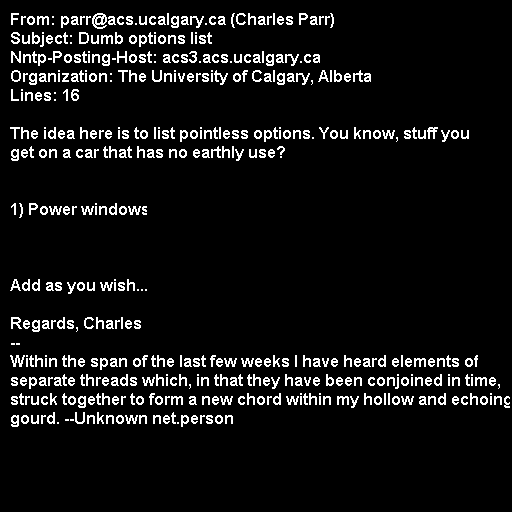 From: parr@acs.ucalgary.ca (Charles Parr)
Subject: Dumb options list
Nntp-Posting-Host: acs3.acs.ucalgary.ca
Organization: The University of Calgary, Alberta
Lines: 16
The idea here is to list pointless options. You know, stuff you
get on a car that has no earthly use?
1) Power windows
Add as you wish...
Regards, Charles
--
Within the span of the last few weeks I have heard elements of
separate threads which, in that they have been conjoined in time,
struck together to form a new chord within my hollow and echoing
gourd. --Unknown net.person